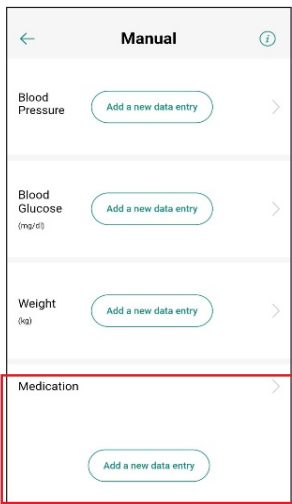 Manual
Blood
Pressure
Add a new data entry
Blood
Glucose
(mg/dl)
Add a new data entry
Weight
(kg)
Add a new data entry
Medication
Add a new data entry